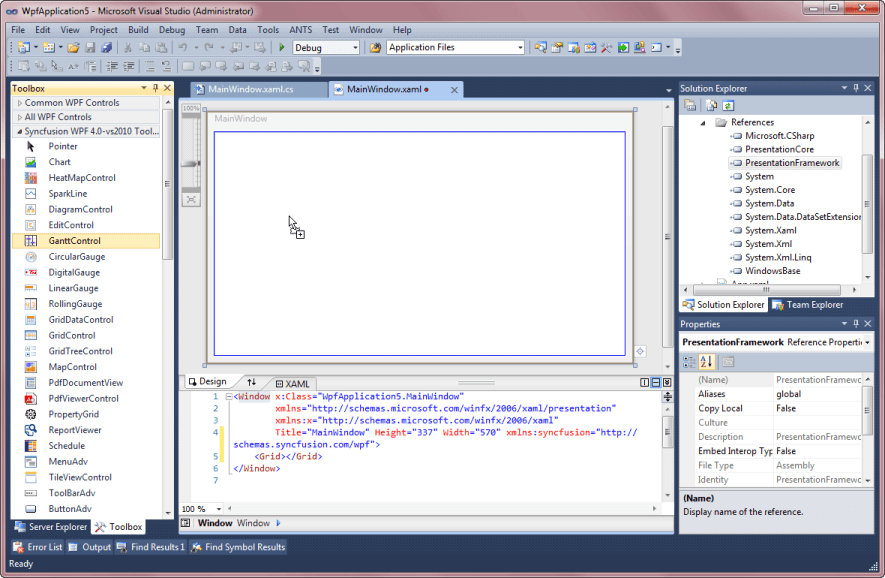 WpfApplication5 - Microsoft Visual Studio (Administrator)
File Edit View Project Build Debug Team Data Tools ANTS Test Window Help
Debug Application Files
Toolbox
Common WPF Controls
All WPF Controls
Syncfusion WPF 4.0-vs2010 Tool...
Pointer
Chart
HeatMapControl
SparkLine
DiagramControl
EditControl
GanttControl
CircularGauge
DigitalGauge
LinearGauge
RollingGauge
GridDataControl
GridControl
GridTreeControl
MapControl
PdfDocumentView
PdfViewerControl
PropertyGrid
ReportViewer
Schedule
MenuAdv
TileViewControl
ToolBarAdv
ButtonAdv
Server Explorer Toolbox
MainWindow.xaml.cs MainWindow.xaml
100%
MainWindow
Design XAML
1 <Window x:Class="WpfApplication5.MainWindow"
2 xmlns="http://schemas.microsoft.com/winfx/2006/xaml/presentation"
3 xmlns:x="http://schemas.microsoft.com/winfx/2006/xaml"
4 Title="MainWindow" Height="337" Width="570" xmlns:syncfusion="http://
schemas.syncfusion.com/wpf">
5 <Grid></Grid>
6 </Window>
7
100 %
Window Window
Solution Explorer
References
Microsoft.CSharp
PresentationCore
PresentationFramework
System
System.Core
System.Data
System.Data.DataSetExtension
System.Xaml
System.Xml
System.Xml.Linq
WindowsBase
App.xaml
Solution Explorer Team Explorer
Properties
PresentationFramework Reference Properti
(Name) PresentationFramewc
Aliases global
Copy Local False
Culture
Description PresentationFramewc
Embed Interop Typ False
File Type Assembly
Identity PresentationFramewc
(Name)
Display name of the reference.
Error List Output Find Results 1 Find Symbol Results
Ready